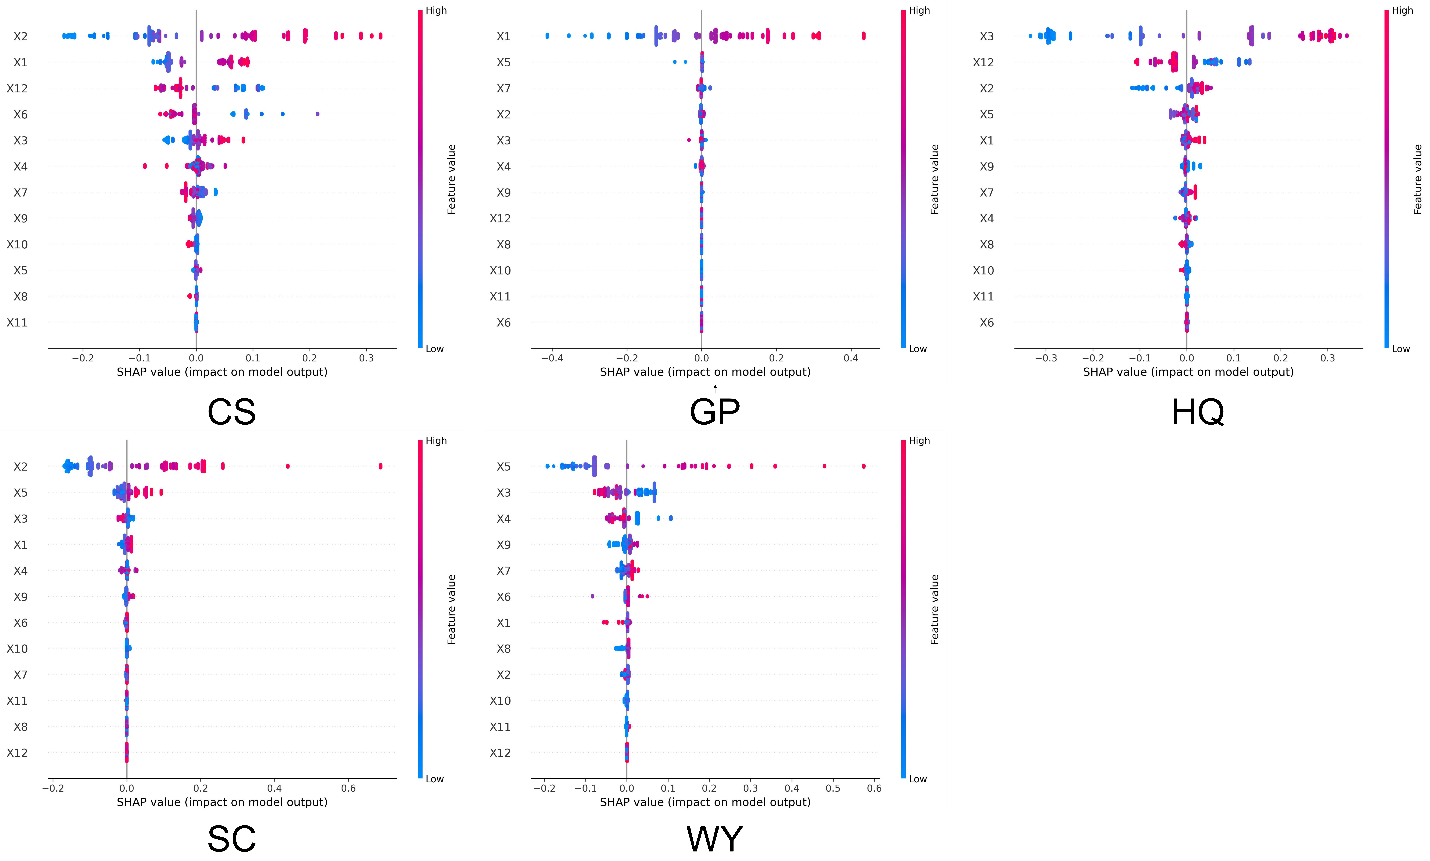 High
X2
X1
X12
X6
X3
X4
X7
X9
X10
X5
X8
X11
Feature value
Low
−0.2 −0.1 0.0 0.1 0.2 0.3
SHAP value (impact on model output)
CS
High
X1
X5
X7
X2
X3
X4
X9
X12
X8
X10
X11
X6
Feature value
Low
−0.4 −0.2 0.0 0.2 0.4
SHAP value (impact on model output)
GP
High
X3
X12
X2
X5
X1
X9
X7
X4
X8
X10
X11
X6
Feature value
Low
−0.3 −0.2 −0.1 0.0 0.1 0.2 0.3
SHAP value (impact on model output)
HQ
High
X2
X5
X3
X1
X4
X9
X6
X10
X7
X11
X8
X12
Feature value
Low
−0.2 0.0 0.2 0.4 0.6
SHAP value (impact on model output)
SC
High
X5
X3
X4
X9
X7
X6
X1
X8
X2
X10
X11
X12
Feature value
Low
−0.2 −0.1 0.0 0.1 0.2 0.3 0.4 0.5 0.6
SHAP value (impact on model output)
WY